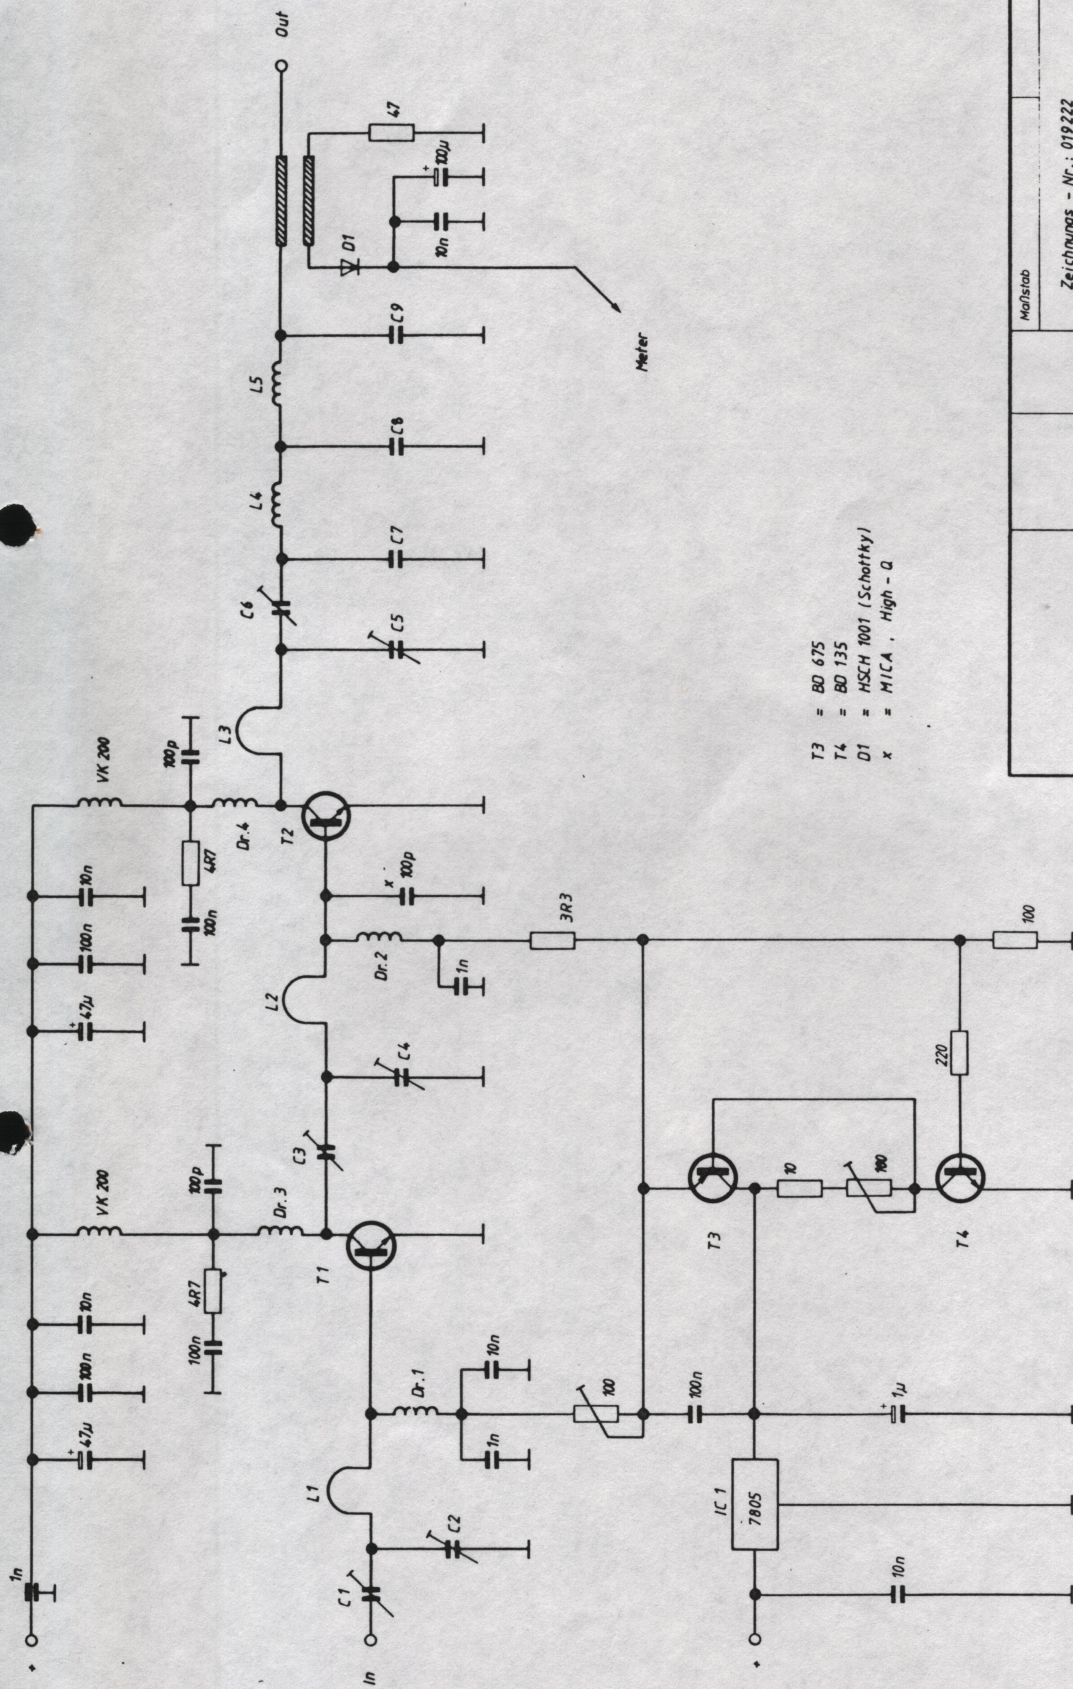 +
1n
47µ
+
100n
10n
VK 200
100n
4R7
100p
Dr.3
47µ
+
100n
10n
VK 200
100n
4R7
100p
Dr.4
In
C1
C2
L1
Dr.1
1n
10n
T1
C3
C4
L2
Dr.2
1n
x
100p
T2
L3
C5
C6
C7
L4
C8
L5
C9
D1
10n
+
100µ
47
Out
Meter
100
100n
3R3
+
10n
IC 1
7805
+
1µ
T3
10
100
T4
220
100
T3 = BD 675
T4 = BD 135
D1 = HSCH 1001 (Schottky)
x = MICA , High - Q
Maßstab
Zeichnungs - Nr.: 019222